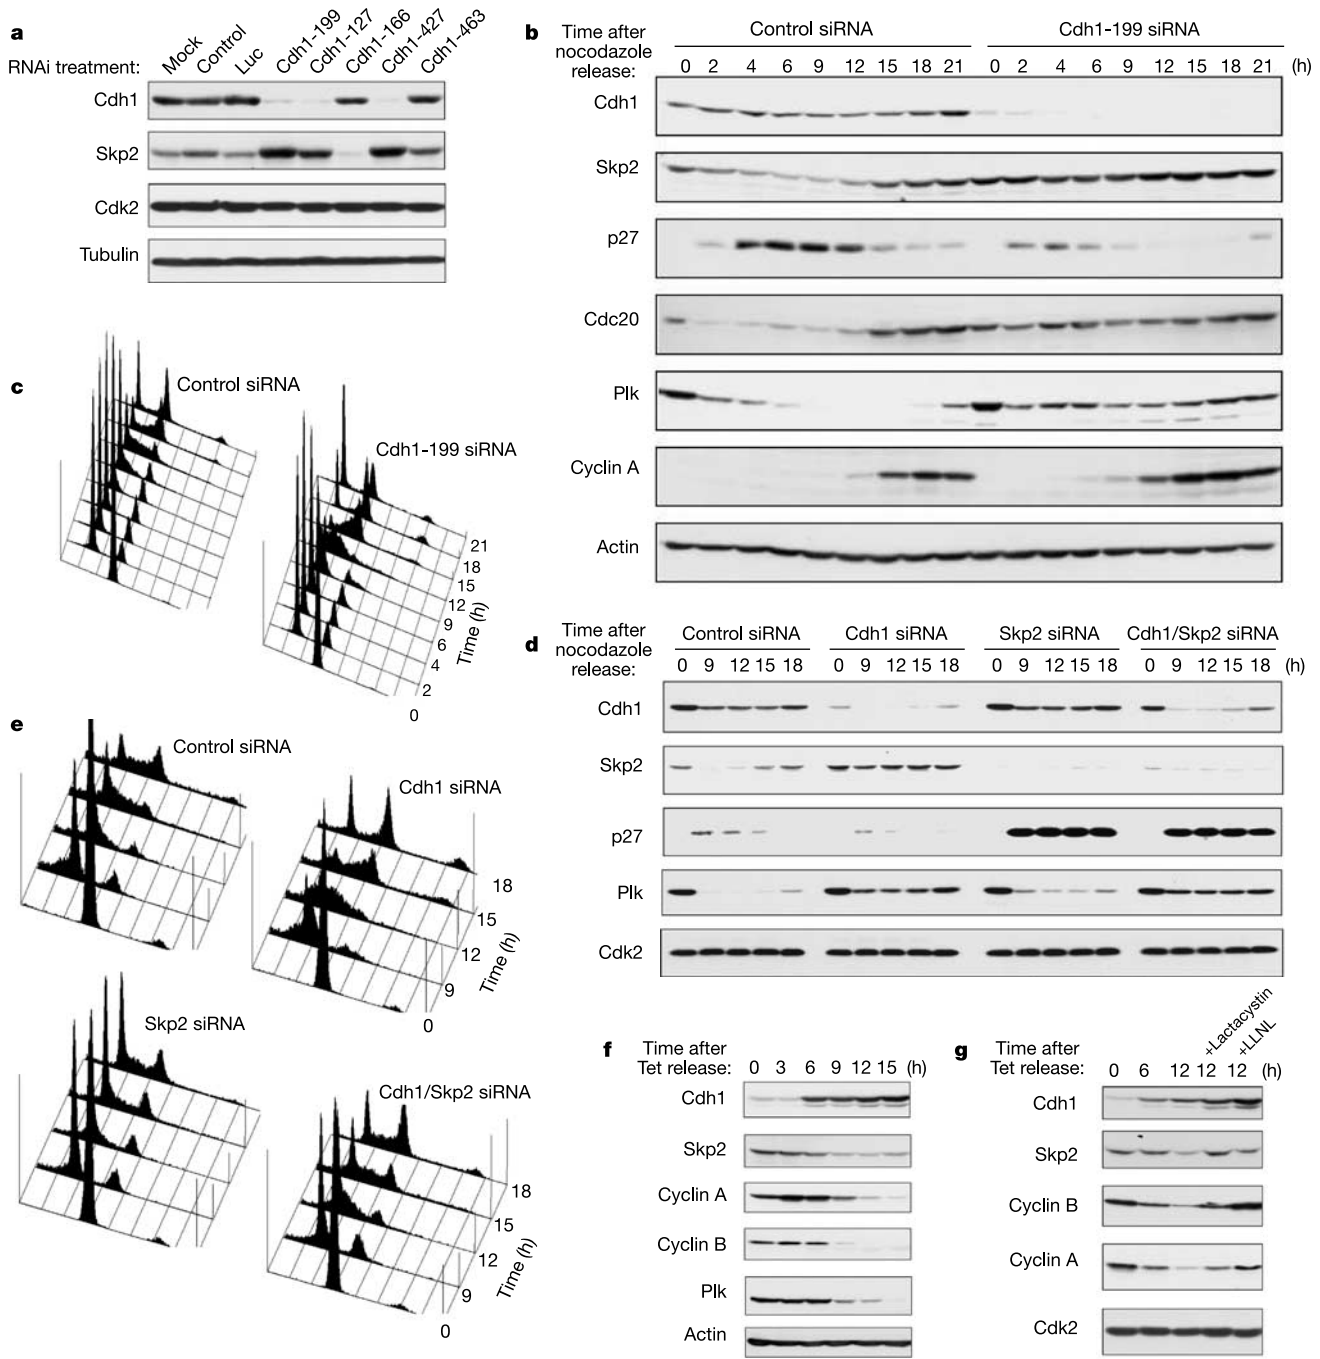 a
RNAi treatment: Mock Control Luc Cdh1-199 Cdh1-127 Cdh1-166 Cdh1-427 Cdh1-463
Cdh1
Skp2
Cdk2
Tubulin
b
Control siRNA Cdh1-199 siRNA
Time after
nocodazole
release: 0 2 4 6 9 12 15 18 21 0 2 4 6 9 12 15 18 21 (h)
Cdh1
Skp2
p27
Cdc20
Plk
Cyclin A
Actin
c
Control siRNA
Cdh1-199 siRNA
21
18
15
12
9
6
4
2
0
Time (h)
d
Time after
nocodazole
release:
Control siRNA Cdh1 siRNA Skp2 siRNA Cdh1/Skp2 siRNA
0 9 12 15 18 0 9 12 15 18 0 9 12 15 18 0 9 12 15 18 (h)
Cdh1
Skp2
p27
Plk
Cdk2
e
Control siRNA
Cdh1 siRNA
18
15
12
9
0
Time (h)
Skp2 siRNA
Cdh1/Skp2 siRNA
18
15
12
9
0
Time (h)
f
Time after
Tet release: 0 3 6 9 12 15 (h)
Cdh1
Skp2
Cyclin A
Cyclin B
Plk
Actin
g
+Lactacystin
+LLNL
Time after
Tet release: 0 6 12 12 12 (h)
Cdh1
Skp2
Cyclin B
Cyclin A
Cdk2